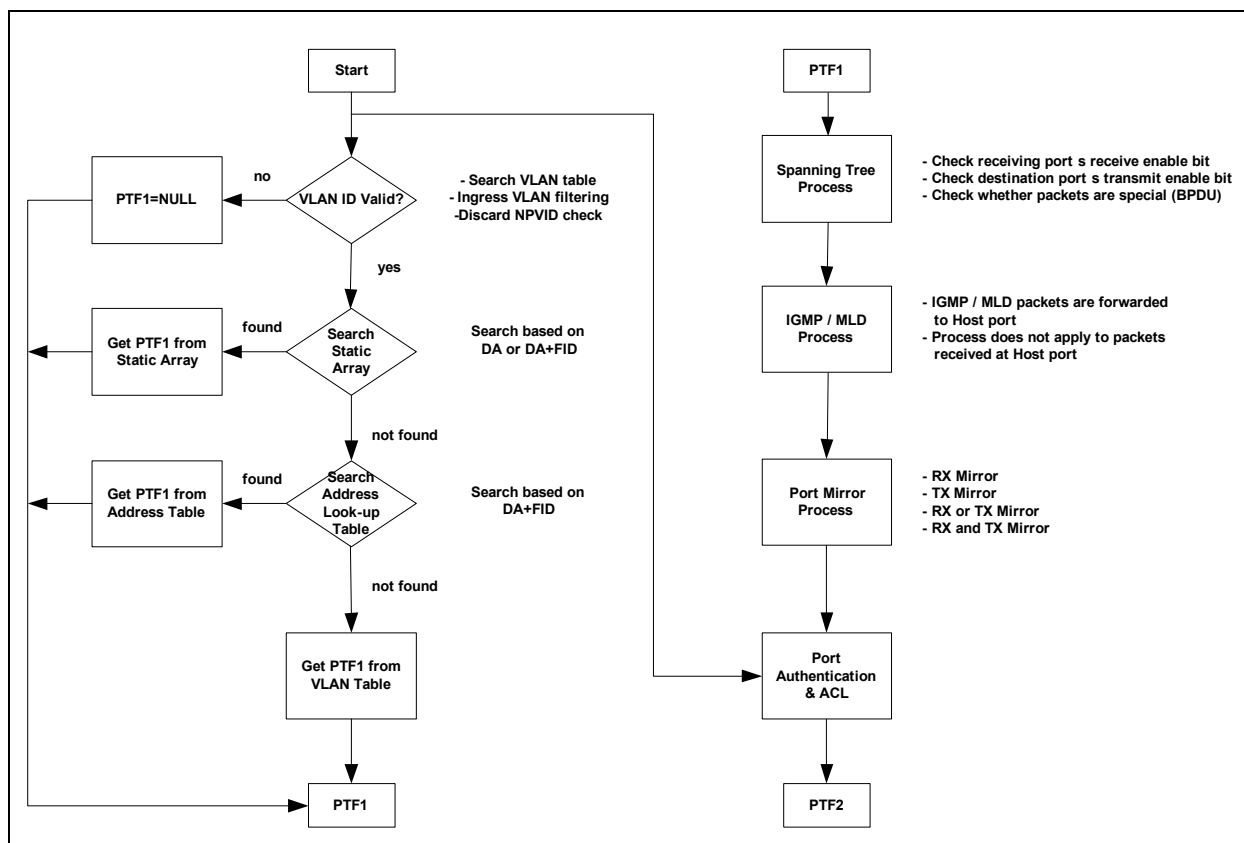 Start
VLAN ID Valid?
no
PTF1=NULL
- Search VLAN table
- Ingress VLAN filtering
-Discard NPVID check
yes
Search
Static
Array
found
Get PTF1 from
Static Array
Search based on
DA or DA+FID
not found
Search
Address
Look-up
Table
found
Get PTF1 from
Address Table
Search based on
DA+FID
not found
Get PTF1 from
VLAN Table
PTF1
PTF1
Spanning Tree
Process
- Check receiving port s receive enable bit
- Check destination port s transmit enable bit
- Check whether packets are special (BPDU)
IGMP / MLD
Process
- IGMP / MLD packets are forwarded
to Host port
- Process does not apply to packets
received at Host port
Port Mirror
Process
- RX Mirror
- TX Mirror
- RX or TX Mirror
- RX and TX Mirror
Port
Authentication
& ACL
PTF2